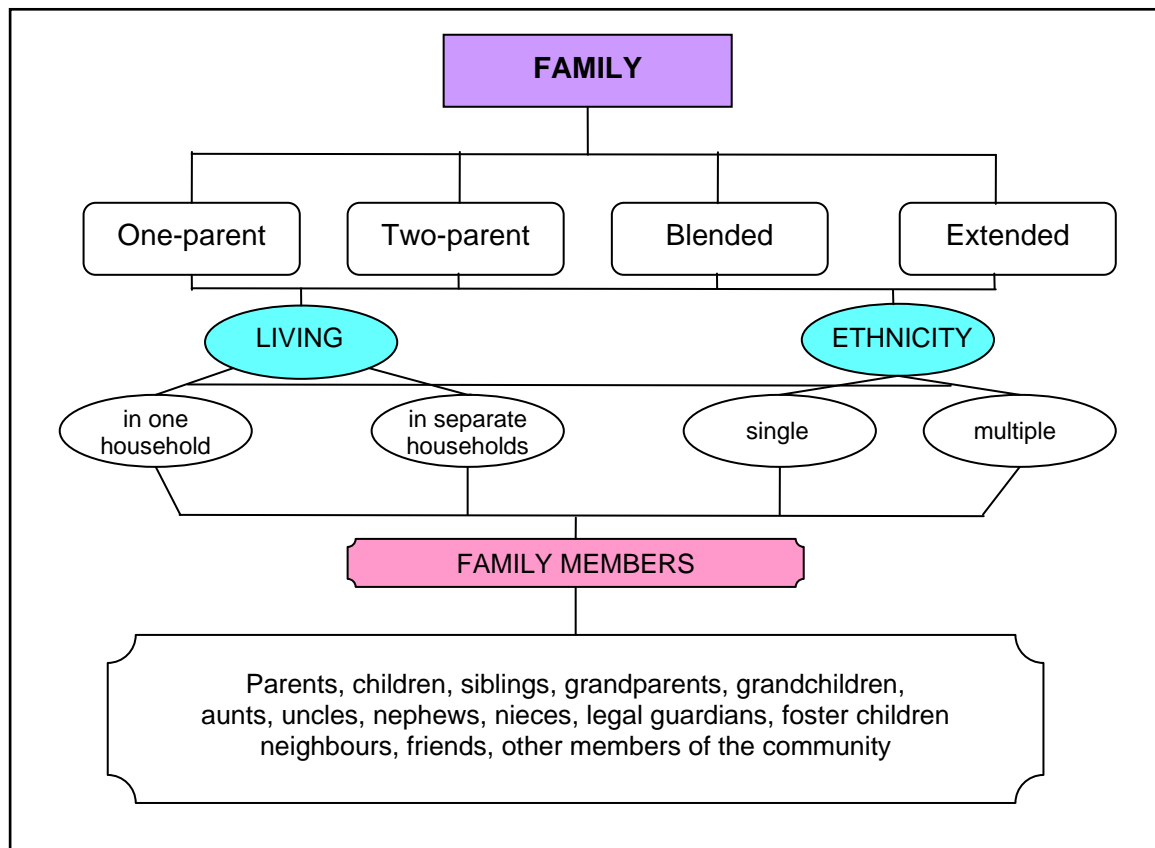 FAMILY
One-parent
Two-parent
Blended
Extended
LIVING
ETHNICITY
in one
household
in separate
households
single
multiple
FAMILY MEMBERS
Parents, children, siblings, grandparents, grandchildren,
aunts, uncles, nephews, nieces, legal guardians, foster children
neighbours, friends, other members of the community